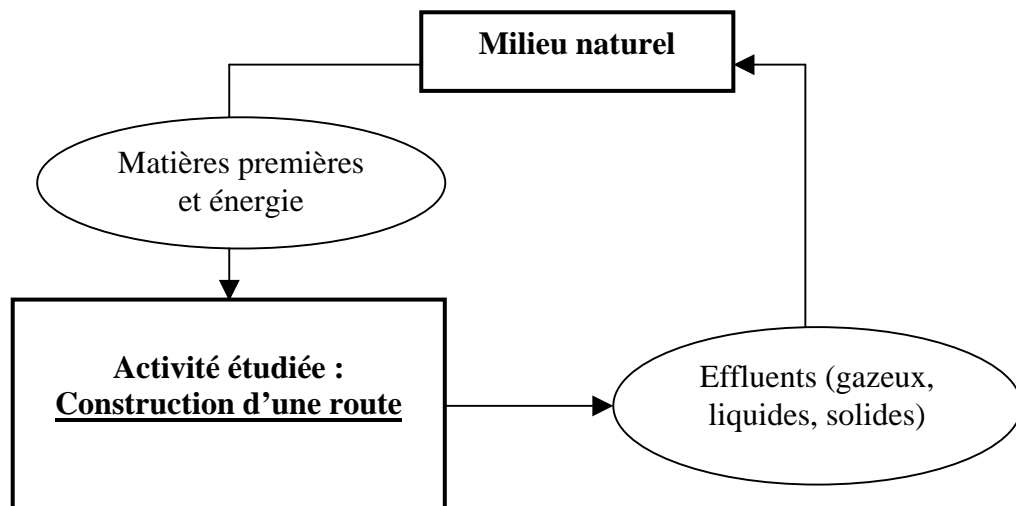 Milieu naturel
Matières premières
et énergie
Activité étudiée :
Construction d'une route
Effluents (gazeux,
liquides, solides)